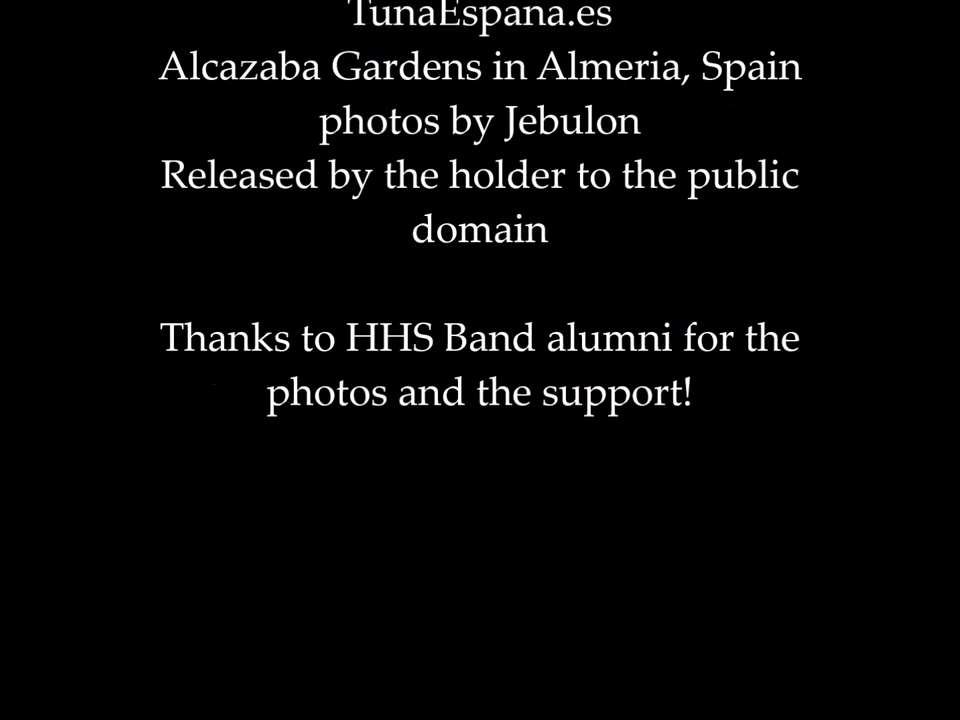 TunaEspana.es
Alcazaba Gardens in Almeria, Spain
photos by Jebulon
Released by the holder to the public
domain
Thanks to HHS Band alumni for the
photos and the support!